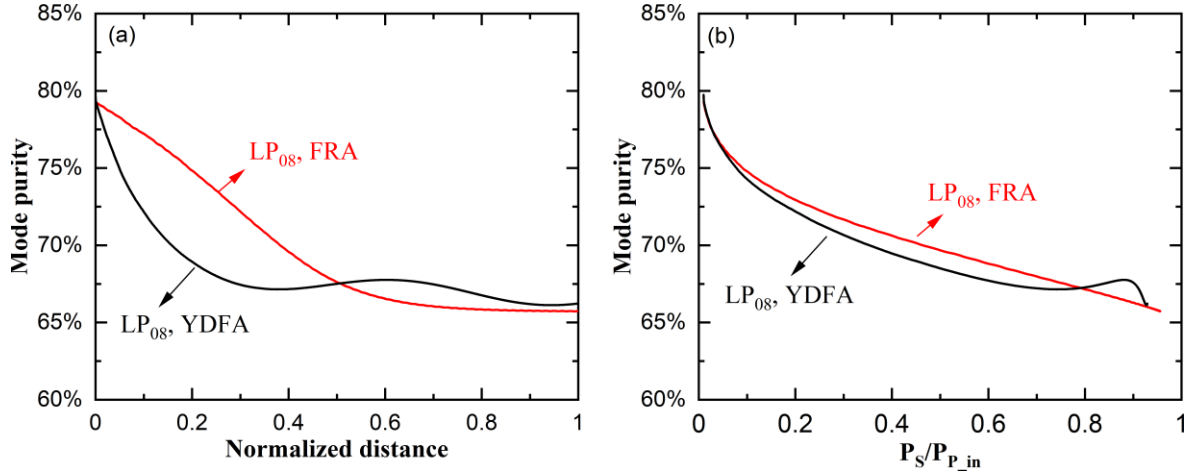 (a)
85%
80%
75%
70%
65%
60%
Mode purity
LP₀₈, FRA
LP₀₈, YDFA
0 0.2 0.4 0.6 0.8 1
Normalized distance
(b)
85%
80%
75%
70%
65%
60%
Mode purity
LP₀₈, FRA
LP₀₈, YDFA
0 0.2 0.4 0.6 0.8 1
P_S/P_P_in